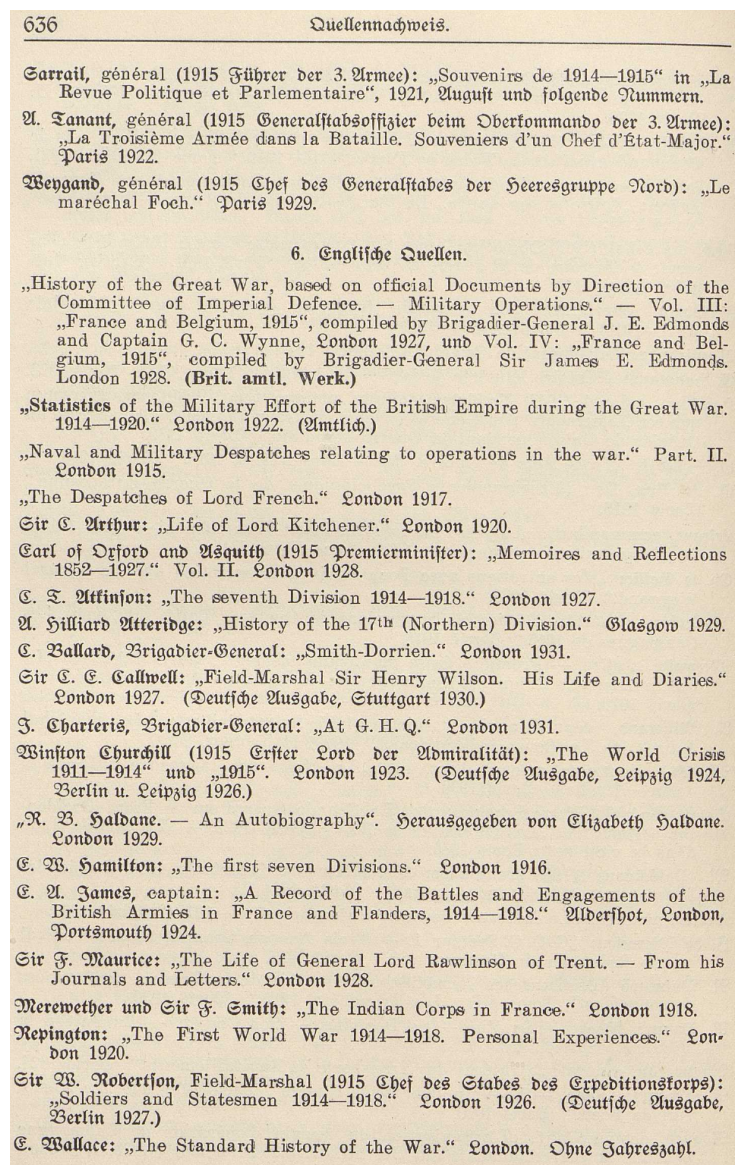 636 Quellennachweis.
Sarrail, général (1915 Führer der 3. Armee): „Souvenirs de 1914—1915“ in „La
Revue Politique et Parlementaire“, 1921, August und folgende Nummern.
A. Tanant, général (1915 Generalstabsoffizier beim Oberkommando der 3. Armee):
„La Troisième Armée dans la Bataille. Souveniers d'un Chef d'État-Major.“
Paris 1922.
Weygand, général (1915 Chef des Generalstabes der Heeresgruppe Nord): „Le
maréchal Foch.“ Paris 1929.
6. Englische Quellen.
„History of the Great War, based on official Documents by Direction of the
Committee of Imperial Defence. — Military Operations.“ — Vol. III:
„France and Belgium, 1915“, compiled by Brigadier-General J. E. Edmonds
and Captain G. C. Wynne, London 1927, und Vol. IV: „France and Bel-
gium, 1915“, compiled by Brigadier-General Sir James E. Edmonds.
London 1928. (Brit. amtl. Werk.)
„Statistics of the Military Effort of the British Empire during the Great War.
1914—1920.“ London 1922. (Amtlich.)
„Naval and Military Despatches relating to operations in the war.“ Part. II.
London 1915.
„The Despatches of Lord French.“ London 1917.
Sir C. Arthur: „Life of Lord Kitchener.“ London 1920.
Earl of Oxford and Asquith (1915 Premierminister): „Memoires and Reflections
1852—1927.“ Vol. II. London 1928.
C. T. Atkinson: „The seventh Division 1914—1918.“ London 1927.
A. Hilliard Atteridge: „History of the 17th (Northern) Division.“ Glasgow 1929.
C. Ballard, Brigadier-General: „Smith-Dorrien.“ London 1931.
Sir C. E. Callwell: „Field-Marshal Sir Henry Wilson. His Life and Diaries.“
London 1927. (Deutsche Ausgabe, Stuttgart 1930.)
J. Charteris, Brigadier-General: „At G. H. Q.“ London 1931.
Winston Churchill (1915 Erster Lord der Admiralität): „The World Crisis
1911—1914“ und „1915“. London 1923. (Deutsche Ausgabe, Leipzig 1924,
Berlin u. Leipzig 1926.)
„R. B. Haldane. — An Autobiography“. Herausgegeben von Elizabeth Haldane.
London 1929.
E. W. Hamilton: „The first seven Divisions.“ London 1916.
E. A. James, captain: „A Record of the Battles and Engagements of the
British Armies in France and Flanders, 1914—1918.“ Aldershot, London,
Portsmouth 1924.
Sir F. Maurice: „The Life of General Lord Rawlinson of Trent. — From his
Journals and Letters.“ London 1928.
Merewether und Sir F. Smith: „The Indian Corps in France.“ London 1918.
Repington: „The First World War 1914—1918. Personal Experiences.“ Lon-
don 1920.
Sir W. Robertson, Field-Marshal (1915 Chef des Stabes des Expeditionskorps):
„Soldiers and Statesmen 1914—1918.“ London 1926. (Deutsche Ausgabe,
Berlin 1927.)
E. Wallace: „The Standard History of the War.“ London. Ohne Jahreszahl.